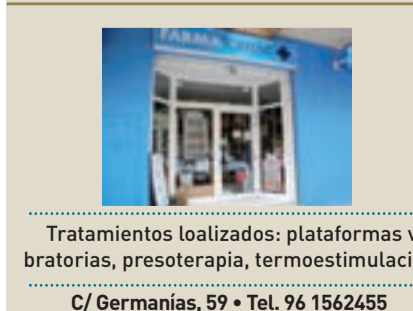 FARMA
Tratamientos loalizados: plataformas v
bratorias, presoterapia, termoestimulaci
C/ Germanías, 59 • Tel. 96 1562455